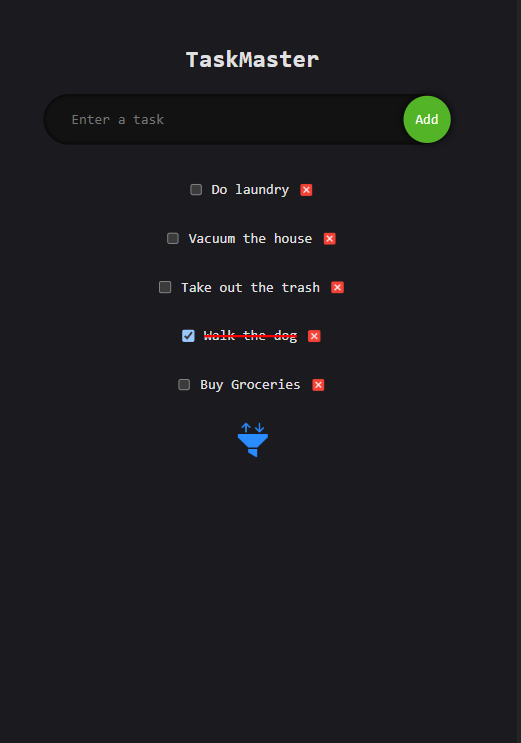 TaskMaster
Enter a task
Add
Do laundry
Vacuum the house
Take out the trash
Walk the dog
Buy Groceries